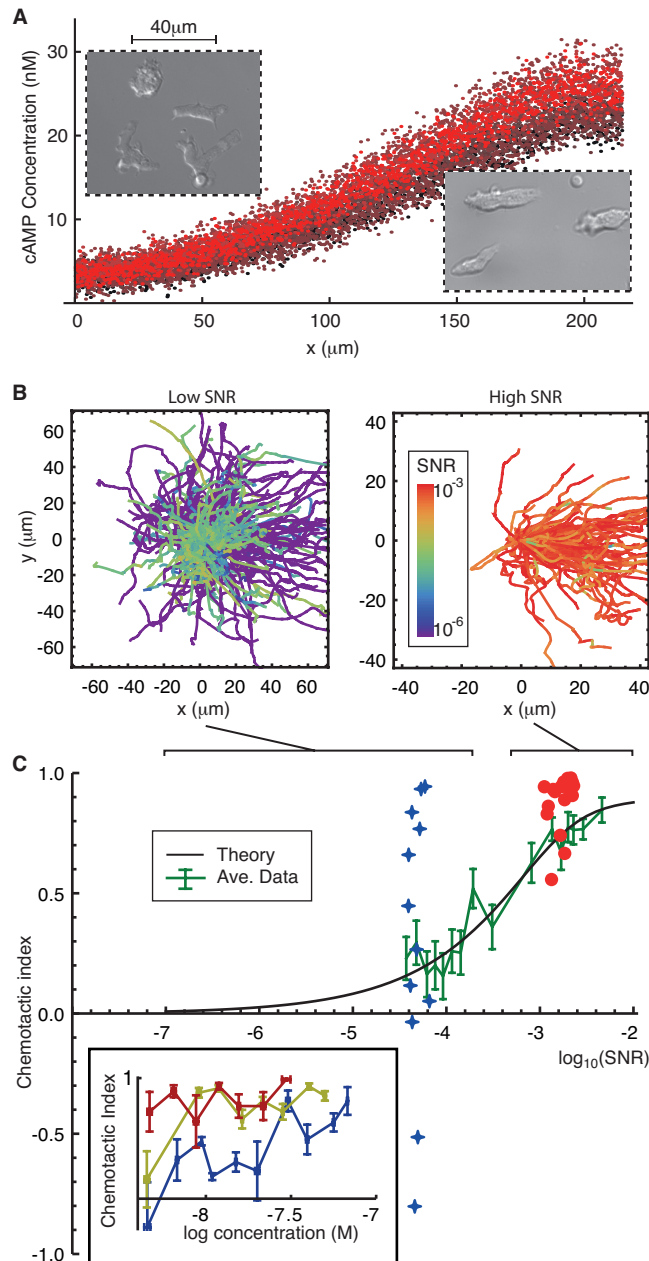 A
40μm
cAMP Concentration (nM)
30
20
10
0
50
100
150
200
x (μm)
B
Low SNR
High SNR
y (μm)
60
40
20
0
-20
-40
-60
-60 -40 -20 0 20 40 60
x (μm)
40
20
0
-20
-40
SNR
10⁻³
10⁻⁶
-40 -20 0 20 40
x (μm)
C
Chemotactic index
1.0
0.5
0.0
-0.5
-1.0
Theory
Ave. Data
-7 -6 -5 -4 -3 -2
log₁₀(SNR)
Chemotactic Index
1
-8 -7.5 -7
log concentration (M)